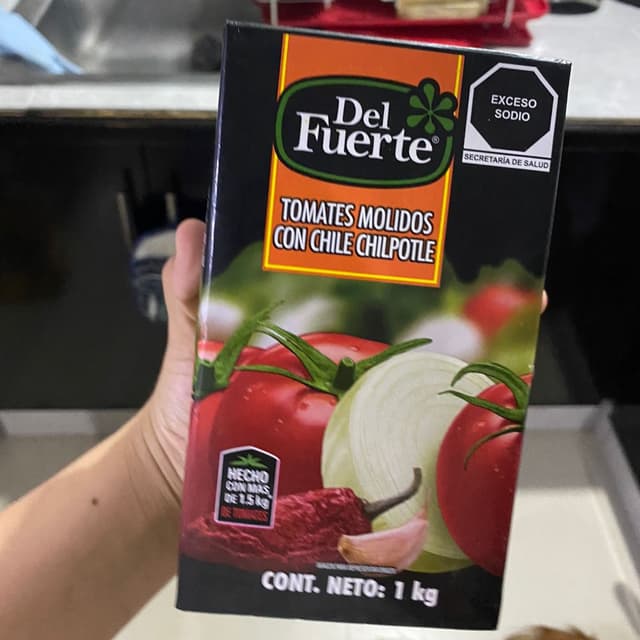 Del
Fuerte®
EXCESO
SODIO
SECRETARÍA DE SALUD
TOMATES MOLIDOS
CON CHILE CHILPOTLE
HECHO
CON MÁS
DE 1.5 kg
DE TOMATES
CONT. NETO: 1 kg